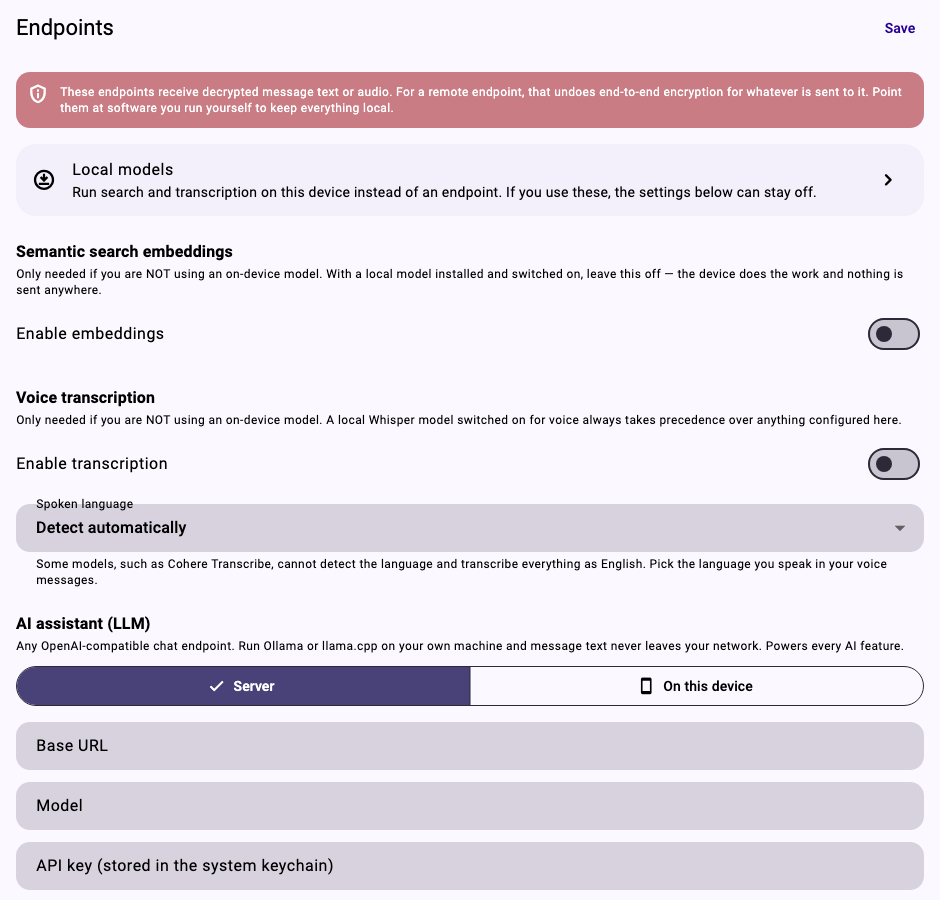 Endpoints
Save
These endpoints receive decrypted message text or audio. For a remote endpoint, that undoes end-to-end encryption for whatever is sent to it. Point
them at software you run yourself to keep everything local.
Local models
Run search and transcription on this device instead of an endpoint. If you use these, the settings below can stay off.
Semantic search embeddings
Only needed if you are NOT using an on-device model. With a local model installed and switched on, leave this off — the device does the work and nothing is
sent anywhere.
Enable embeddings
Voice transcription
Only needed if you are NOT using an on-device model. A local Whisper model switched on for voice always takes precedence over anything configured here.
Enable transcription
Spoken language
Detect automatically
Some models, such as Cohere Transcribe, cannot detect the language and transcribe everything as English. Pick the language you speak in your voice
messages.
AI assistant (LLM)
Any OpenAI-compatible chat endpoint. Run Ollama or llama.cpp on your own machine and message text never leaves your network. Powers every AI feature.
Server
On this device
Base URL
Model
API key (stored in the system keychain)